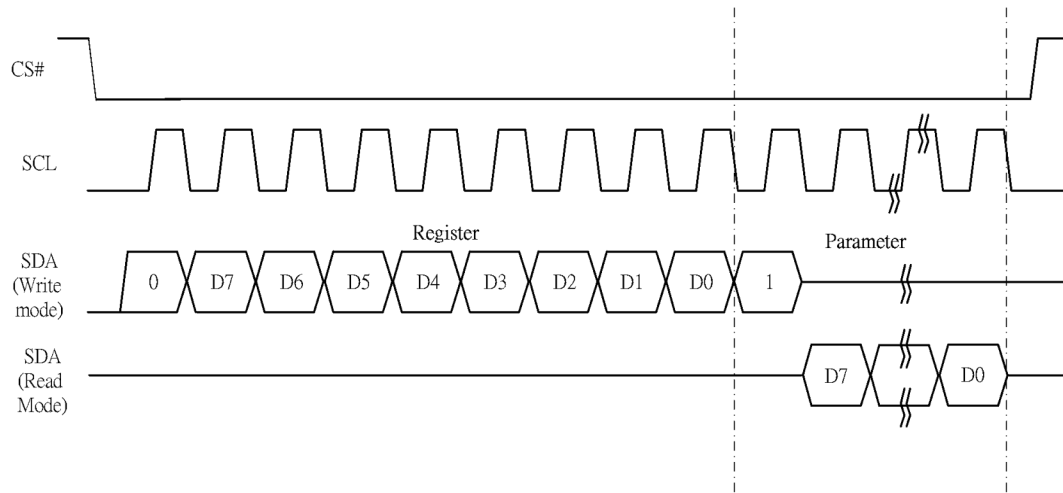 CS#
SCL
Register
Parameter
SDA
(Write
mode)
0 D7 D6 D5 D4 D3 D2 D1 D0 1
SDA
(Read
Mode)
D7 D0